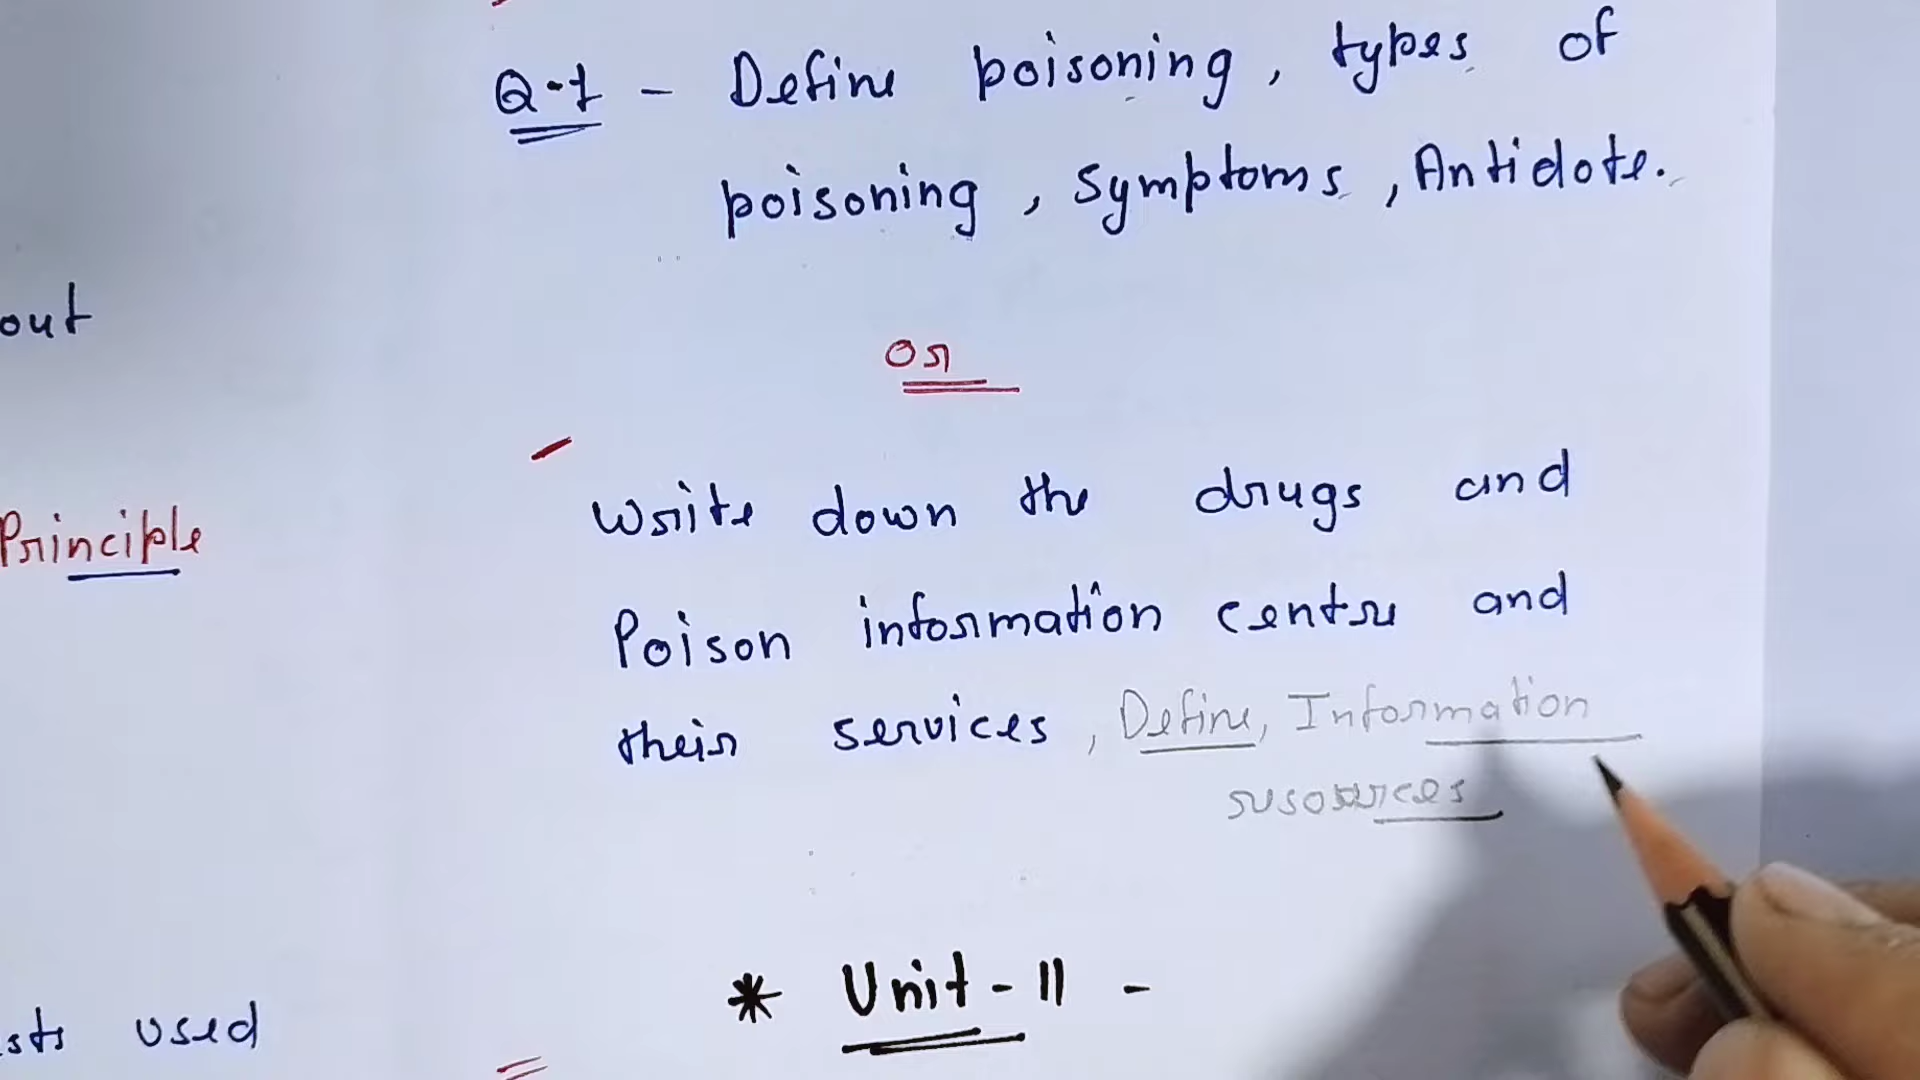 Q-1 - Define poisoning, types of
poisoning, symptoms, Antidote.
or
Write down the drugs and
Poison information centre and
their services, Define, Information
resources
* Unit - II -
out
Principle
used